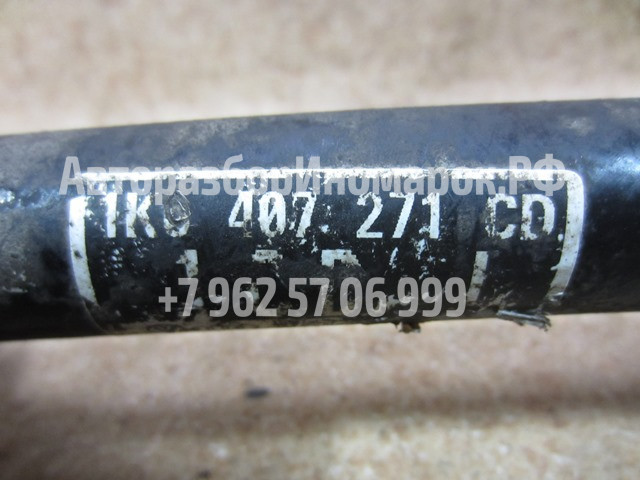 АвторазборИномарок.РФ
1K0 407 271 CD
+7 962 57 06 999